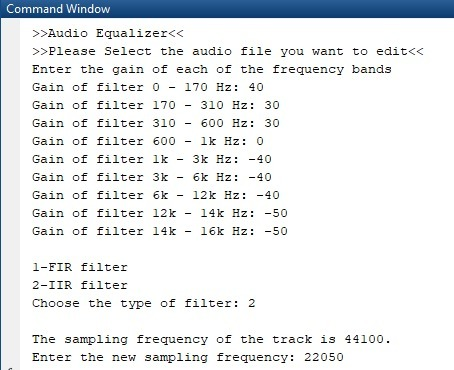 Command Window
>>Audio Equalizer<<
>>Please Select the audio file you want to edit<<
Enter the gain of each of the frequency bands
Gain of filter 0 - 170 Hz: 40
Gain of filter 170 - 310 Hz: 30
Gain of filter 310 - 600 Hz: 30
Gain of filter 600 - 1k Hz: 0
Gain of filter 1k - 3k Hz: -40
Gain of filter 3k - 6k Hz: -40
Gain of filter 6k - 12k Hz: -40
Gain of filter 12k - 14k Hz: -50
Gain of filter 14k - 16k Hz: -50
1-FIR filter
2-IIR filter
Choose the type of filter: 2
The sampling frequency of the track is 44100.
Enter the new sampling frequency: 22050